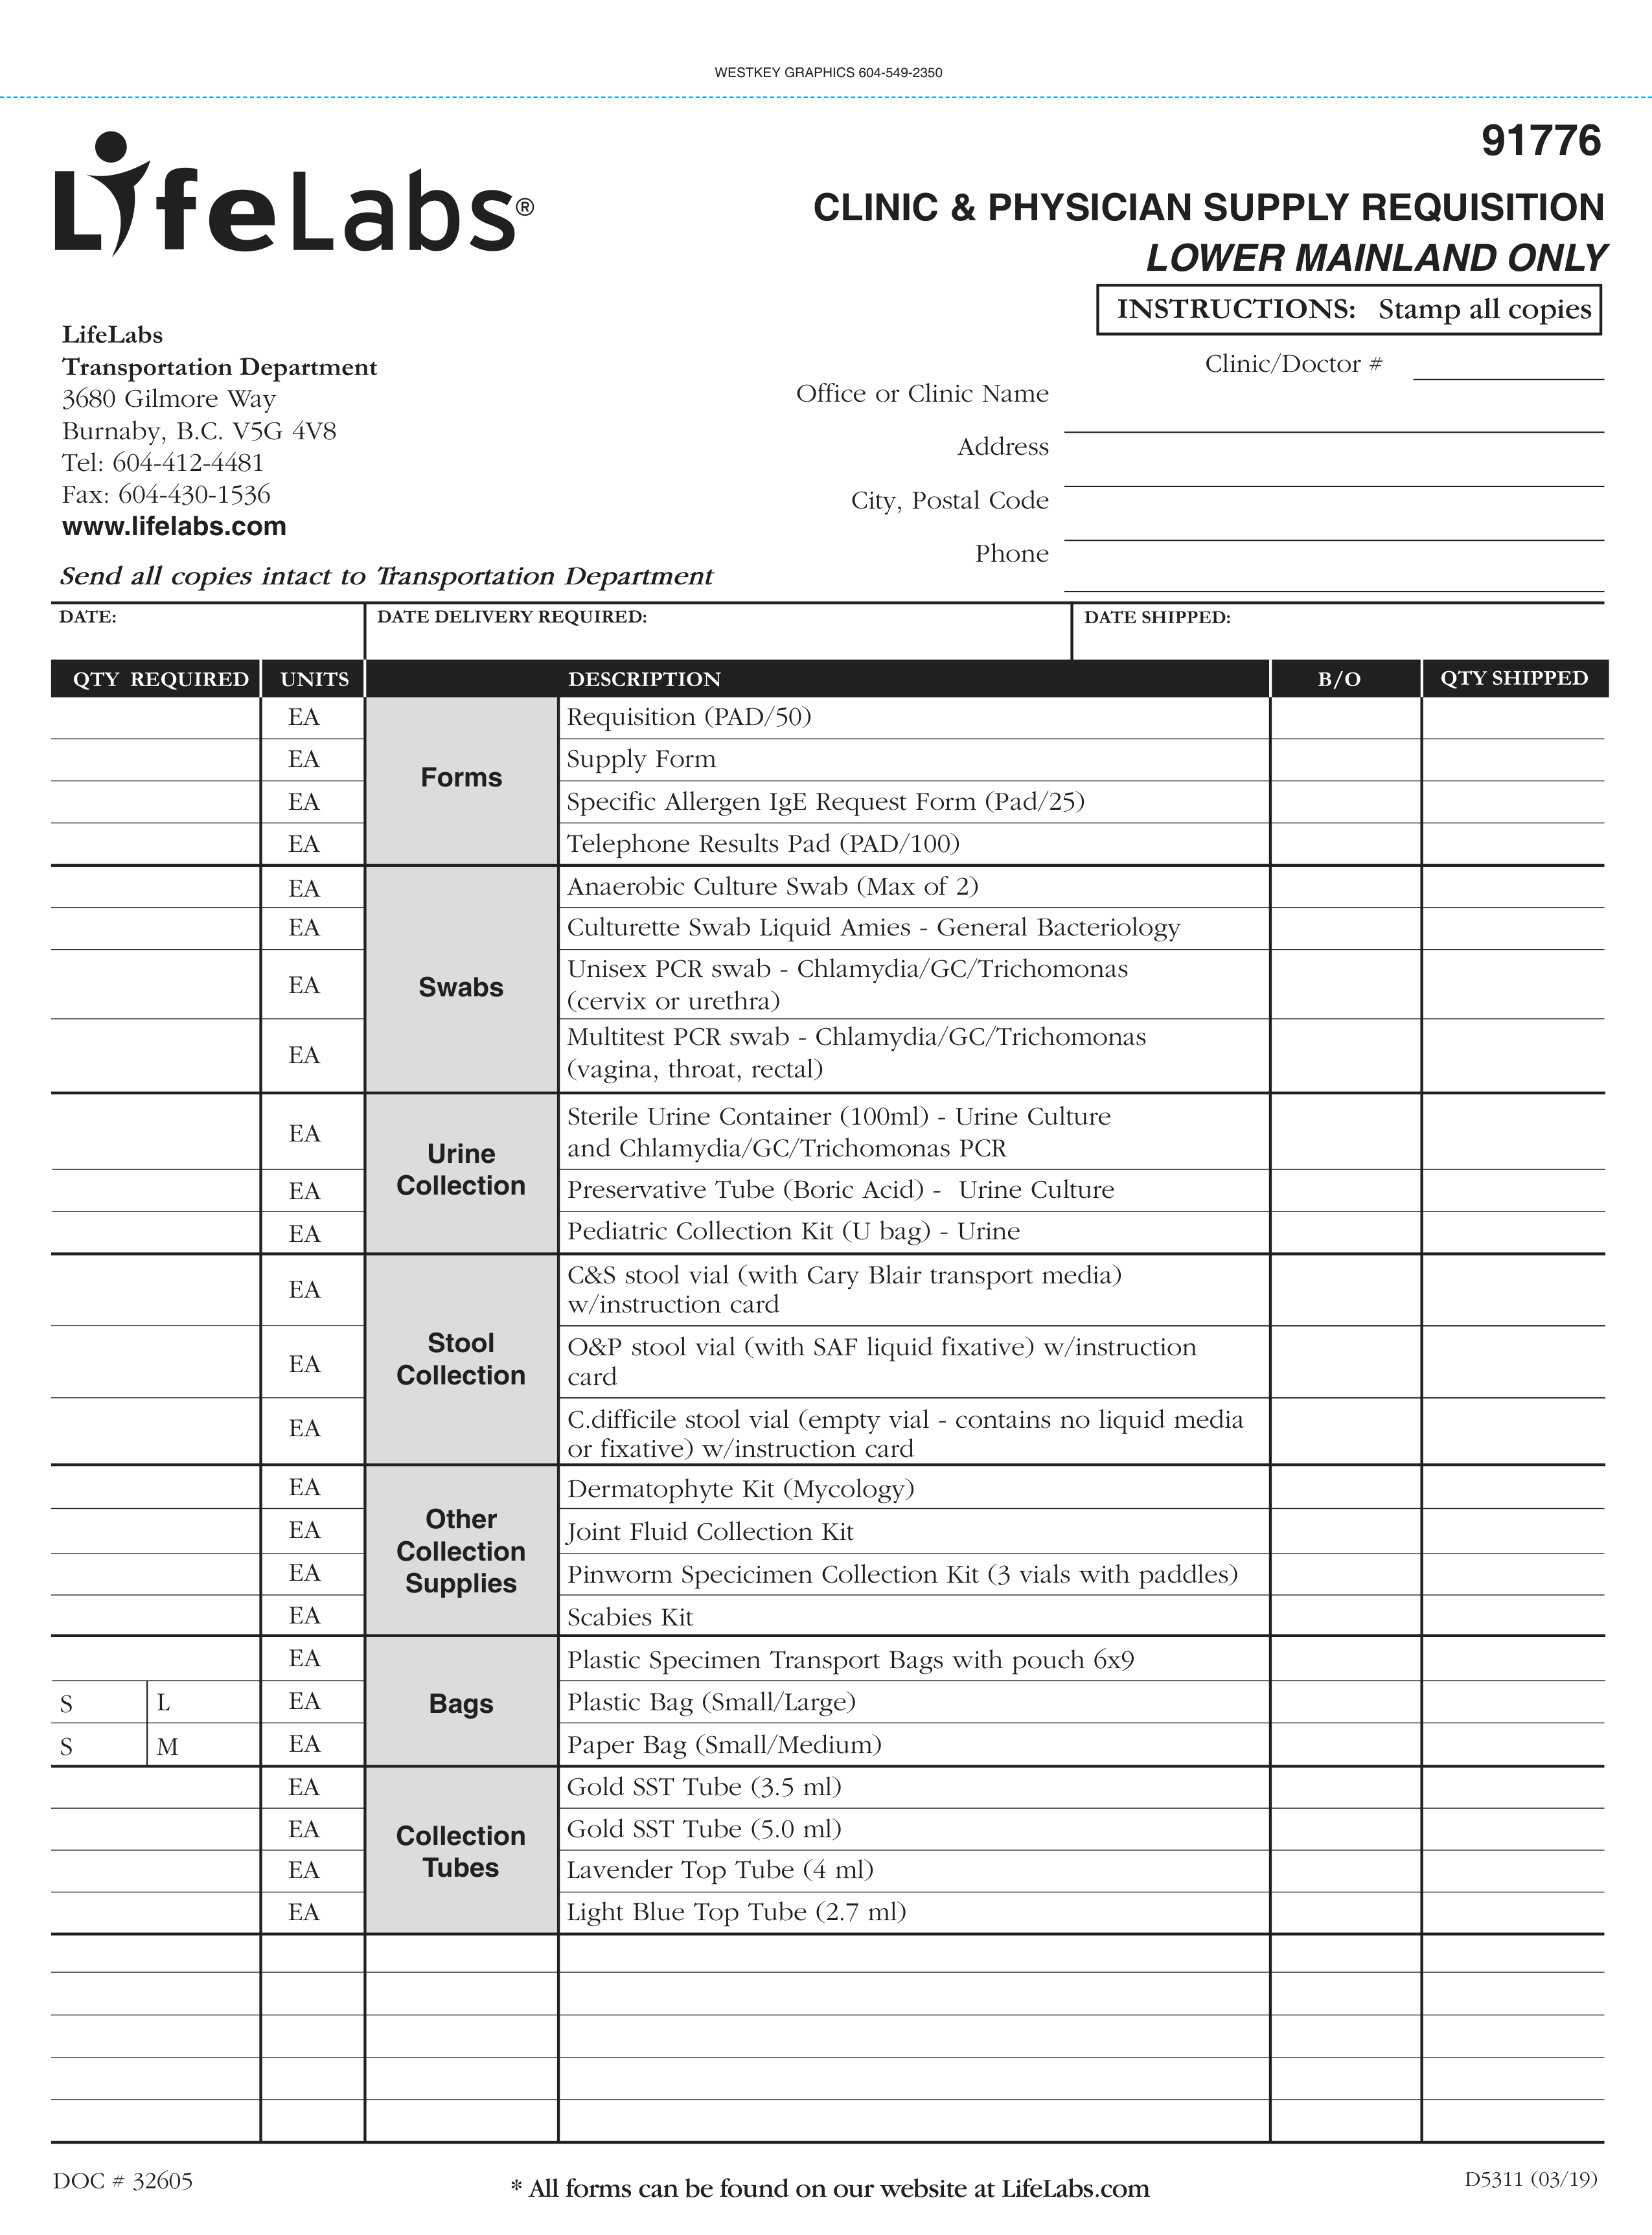 WESTKEY GRAPHICS 604-549-2350
LifeLabs®
91776
CLINIC & PHYSICIAN SUPPLY REQUISITION
LOWER MAINLAND ONLY
INSTRUCTIONS: Stamp all copies
LifeLabs
Transportation Department
3680 Gilmore Way
Burnaby, B.C. V5G 4V8
Tel: 604-412-4481
Fax: 604-430-1536
www.lifelabs.com
Send all copies intact to Transportation Department
Clinic/Doctor #
Office or Clinic Name
Address
City, Postal Code
Phone
DATE: DATE DELIVERY REQUIRED: DATE SHIPPED:
QTY REQUIRED UNITS DESCRIPTION B/O QTY SHIPPED
Forms
EA Requisition (PAD/50)
EA Supply Form
EA Specific Allergen IgE Request Form (Pad/25)
EA Telephone Results Pad (PAD/100)
Swabs
EA Anaerobic Culture Swab (Max of 2)
EA Culturette Swab Liquid Amies - General Bacteriology
EA Unisex PCR swab - Chlamydia/GC/Trichomonas
(cervix or urethra)
EA Multitest PCR swab - Chlamydia/GC/Trichomonas
(vagina, throat, rectal)
Urine
Collection
EA Sterile Urine Container (100ml) - Urine Culture
and Chlamydia/GC/Trichomonas PCR
EA Preservative Tube (Boric Acid) - Urine Culture
EA Pediatric Collection Kit (U bag) - Urine
Stool
Collection
EA C&S stool vial (with Cary Blair transport media)
w/instruction card
EA O&P stool vial (with SAF liquid fixative) w/instruction
card
EA C.difficile stool vial (empty vial - contains no liquid media
or fixative) w/instruction card
Other
Collection
Supplies
EA Dermatophyte Kit (Mycology)
EA Joint Fluid Collection Kit
EA Pinworm Specicimen Collection Kit (3 vials with paddles)
EA Scabies Kit
Bags
EA Plastic Specimen Transport Bags with pouch 6x9
S L EA Plastic Bag (Small/Large)
S M EA Paper Bag (Small/Medium)
Collection
Tubes
EA Gold SST Tube (3.5 ml)
EA Gold SST Tube (5.0 ml)
EA Lavender Top Tube (4 ml)
EA Light Blue Top Tube (2.7 ml)
DOC # 32605
* All forms can be found on our website at LifeLabs.com
D5311 (03/19)